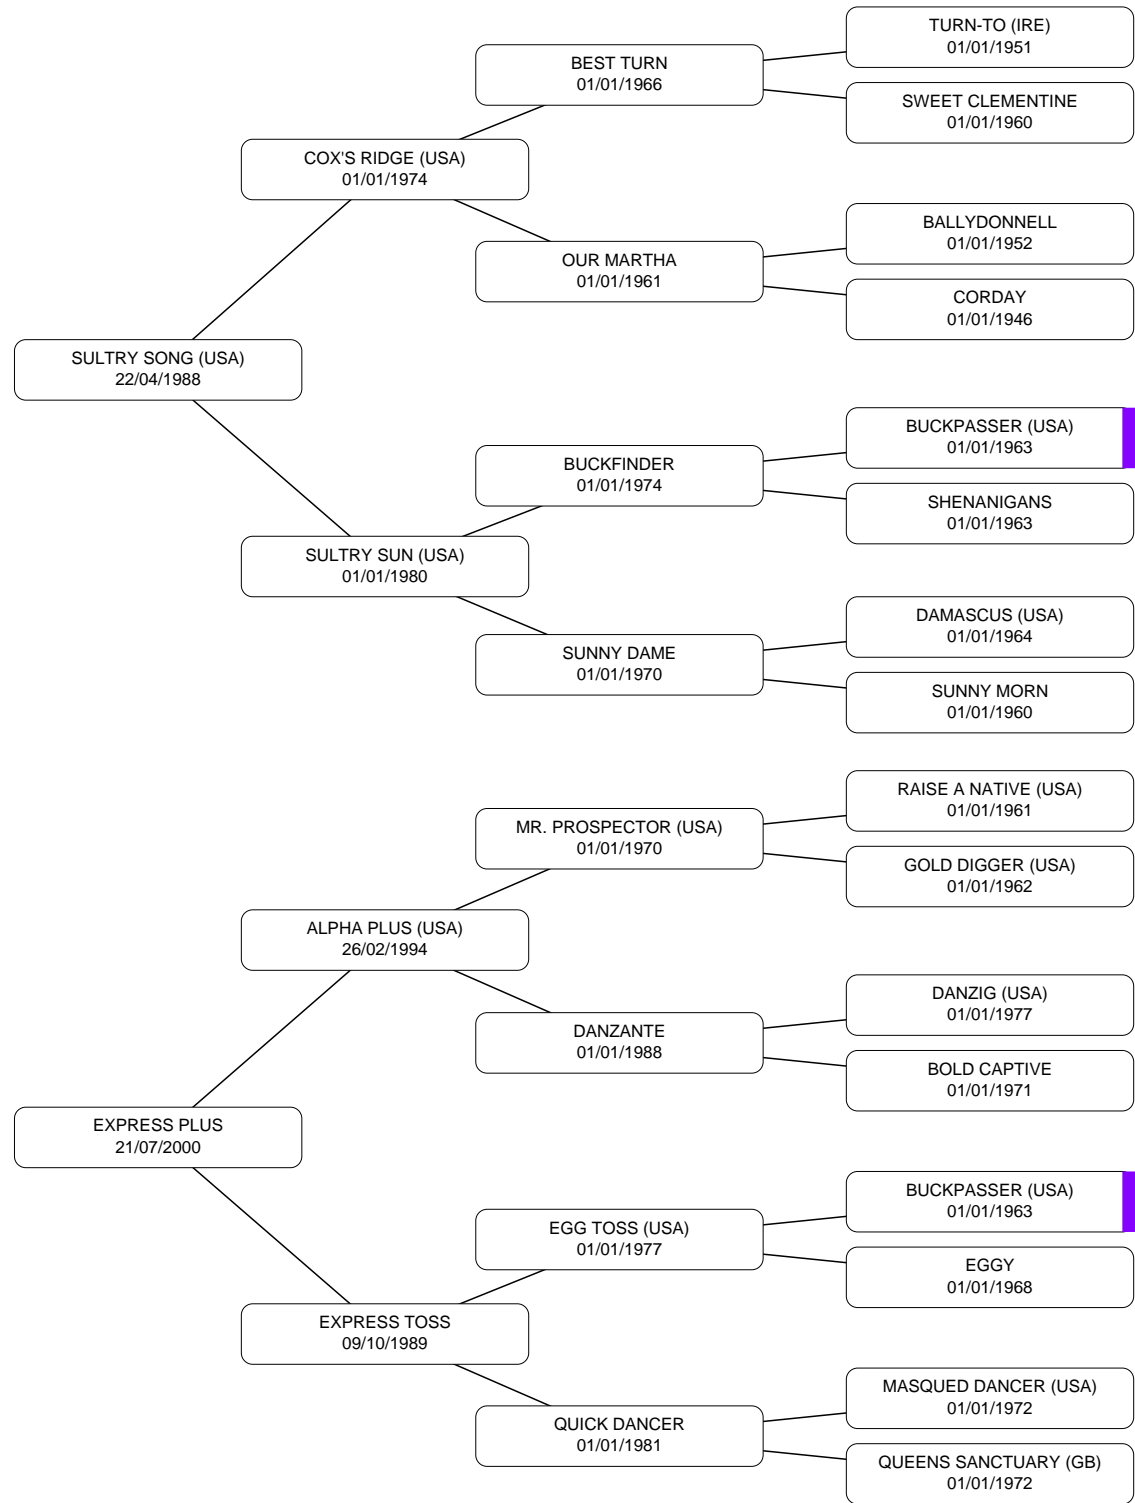 TURN-TO (IRE)
01/01/1951
BEST TURN
01/01/1966
SWEET CLEMENTINE
01/01/1960
COX'S RIDGE (USA)
01/01/1974
BALLYDONNELL
01/01/1952
OUR MARTHA
01/01/1961
CORDAY
01/01/1946
SULTRY SONG (USA)
22/04/1988
BUCKPASSER (USA)
01/01/1963
BUCKFINDER
01/01/1974
SHENANIGANS
01/01/1963
SULTRY SUN (USA)
01/01/1980
DAMASCUS (USA)
01/01/1964
SUNNY DAME
01/01/1970
SUNNY MORN
01/01/1960
RAISE A NATIVE (USA)
01/01/1961
MR. PROSPECTOR (USA)
01/01/1970
GOLD DIGGER (USA)
01/01/1962
ALPHA PLUS (USA)
26/02/1994
DANZIG (USA)
01/01/1977
DANZANTE
01/01/1988
BOLD CAPTIVE
01/01/1971
EXPRESS PLUS
21/07/2000
BUCKPASSER (USA)
01/01/1963
EGG TOSS (USA)
01/01/1977
EGGY
01/01/1968
EXPRESS TOSS
09/10/1989
MASQUED DANCER (USA)
01/01/1972
QUICK DANCER
01/01/1981
QUEENS SANCTUARY (GB)
01/01/1972